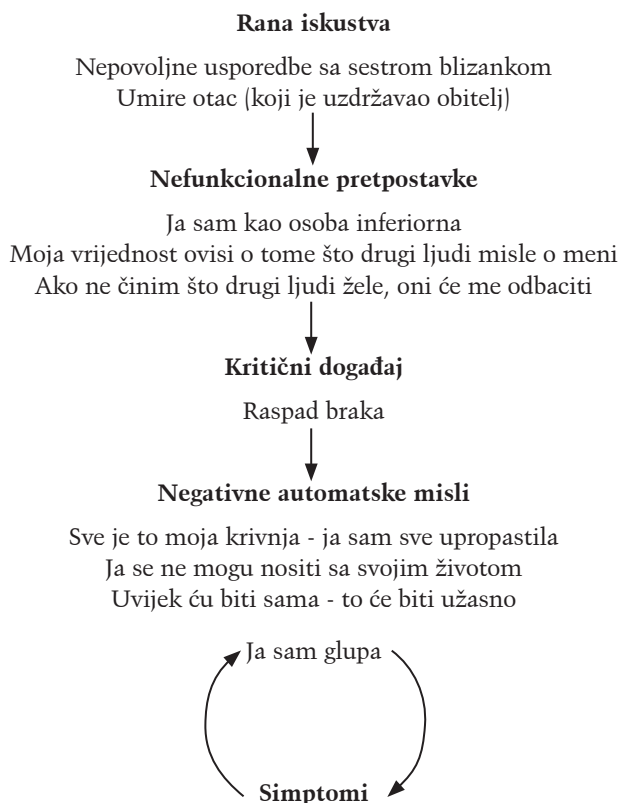 Rana iskustva
Nepovoljne usporedbe sa sestrom blizankom
Umire otac (koji je uzdržavao obitelj)
Nefunkcionalne pretpostavke
Ja sam kao osoba inferiorna
Moja vrijednost ovisi o tome što drugi ljudi misle o meni
Ako ne činim što drugi ljudi žele, oni će me odbaciti
Kritični događaj
Raspad braka
Negativne automatske misli
Sve je to moja krivnja - ja sam sve upropastila
Ja se ne mogu nositi sa svojim životom
Uvijek ću biti sama - to će biti užasno
Ja sam glupa
Simptomi